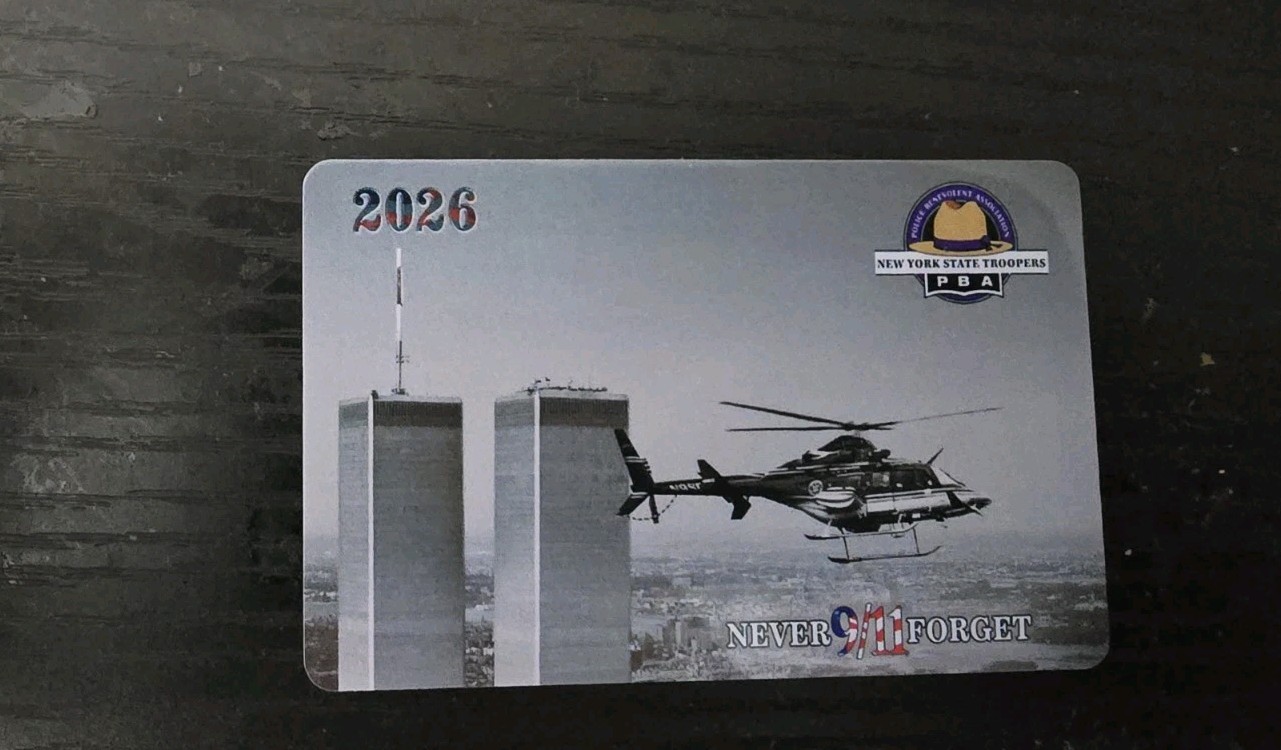 2026
POLICE BENEVOLENT ASSOCIATION
NEW YORK STATE TROOPERS
PBA
NEVER 9/11 FORGET